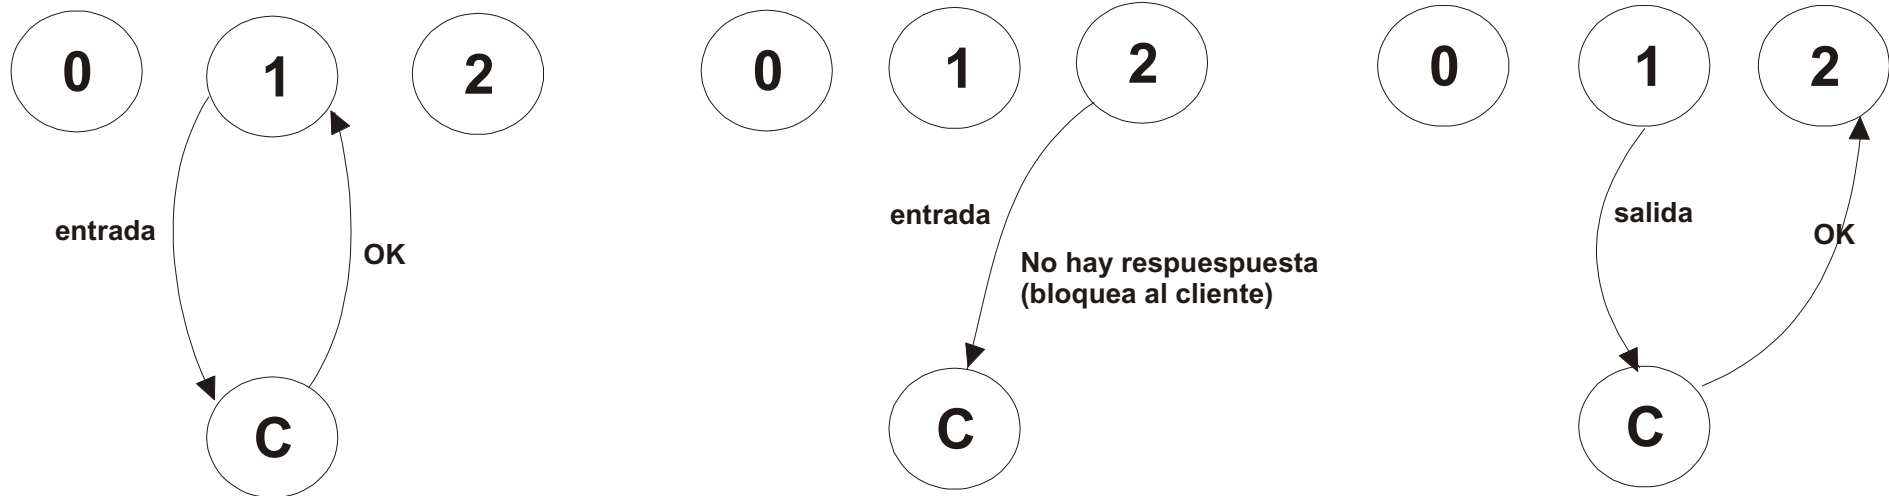 0 1 2
entrada
OK
C
0 1 2
entrada
No hay respuespuesta
(bloquea al cliente)
C
0 1 2
salida
OK
C